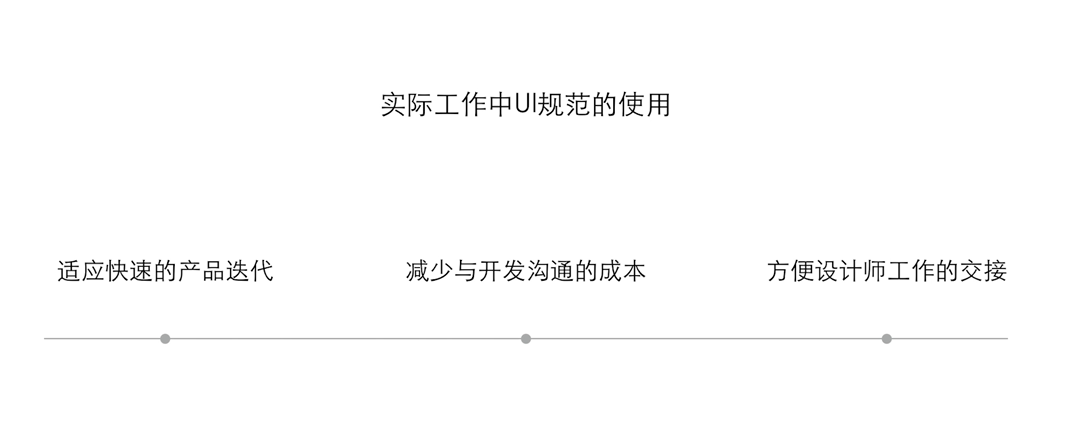 实际工作中UI规范的使用
适应快速的产品迭代
减少与开发沟通的成本
方便设计师工作的交接